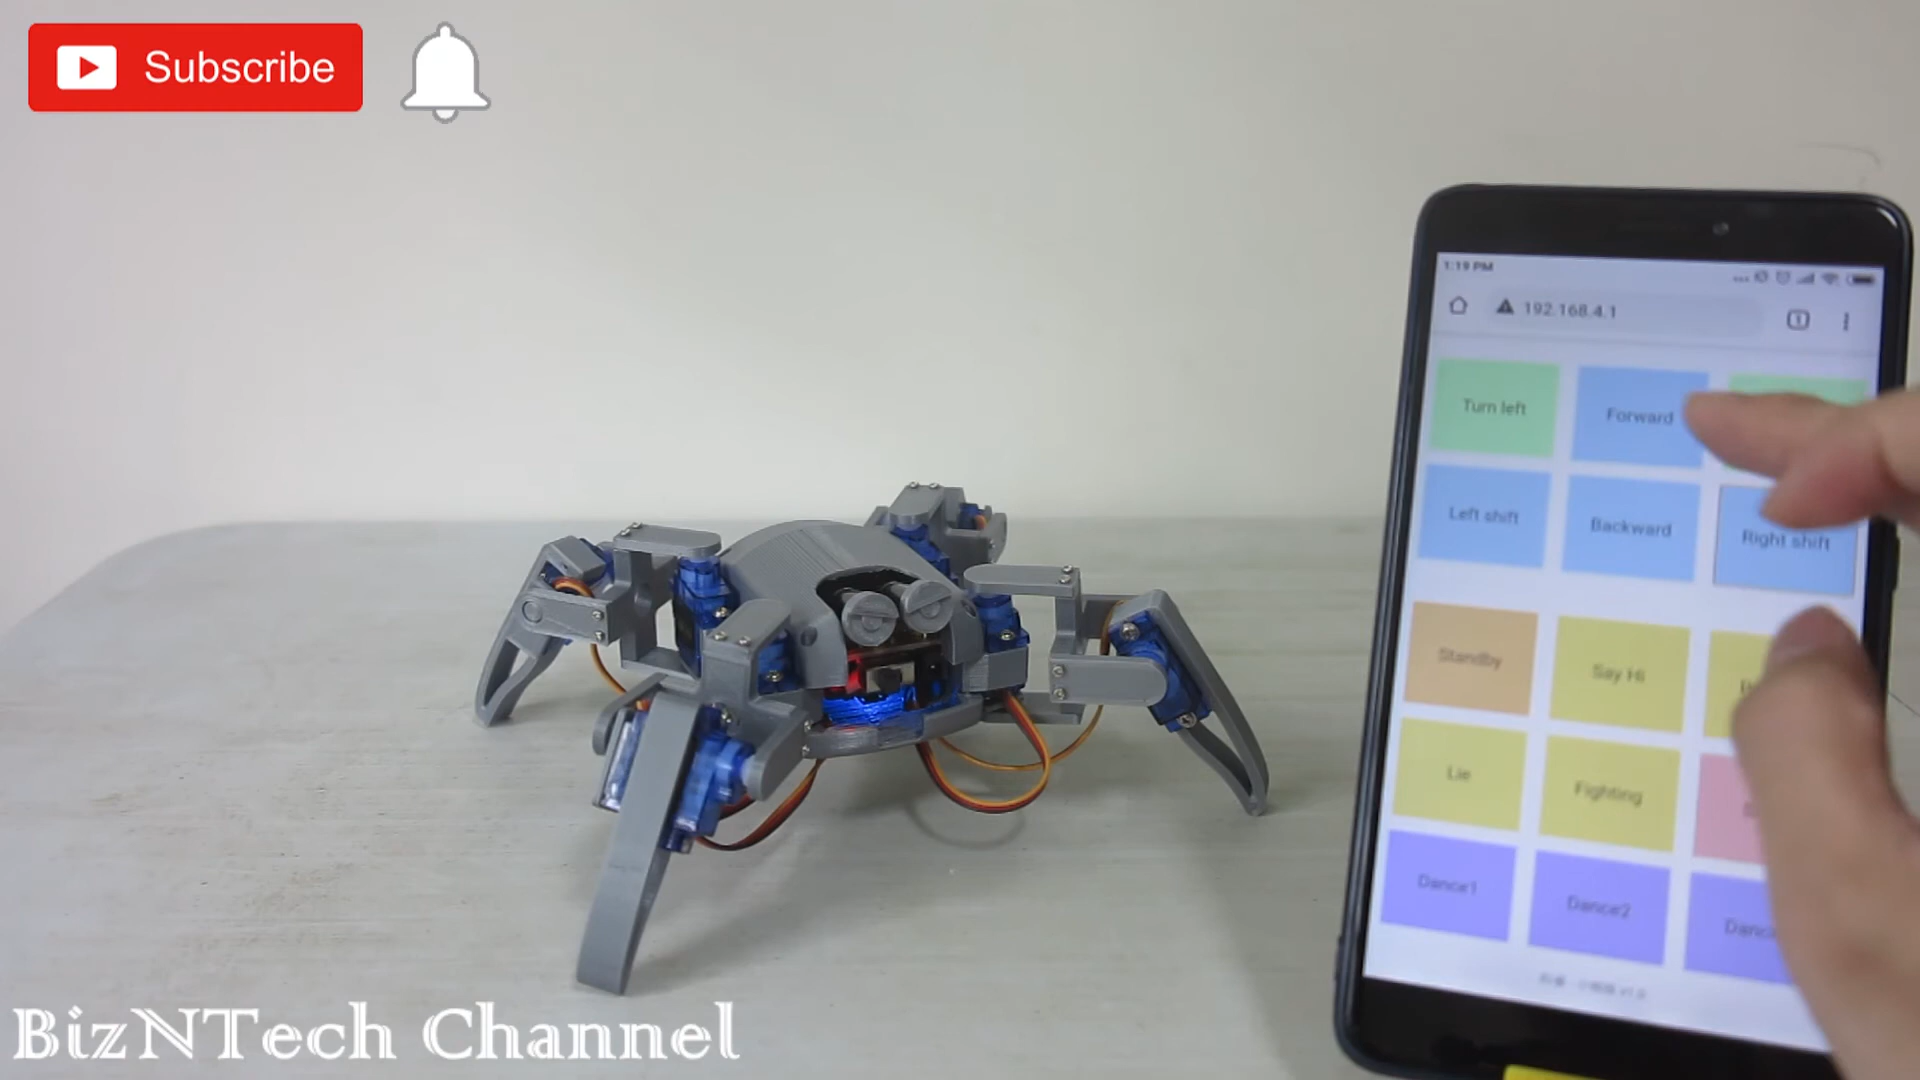 Subscribe
1:19 PM
192.168.4.1
Turn left
Forward
Left shift
Backward
Right shift
Standby
Say Hi
Lie
Fighting
Dance1
Dance2
BizNTech Channel